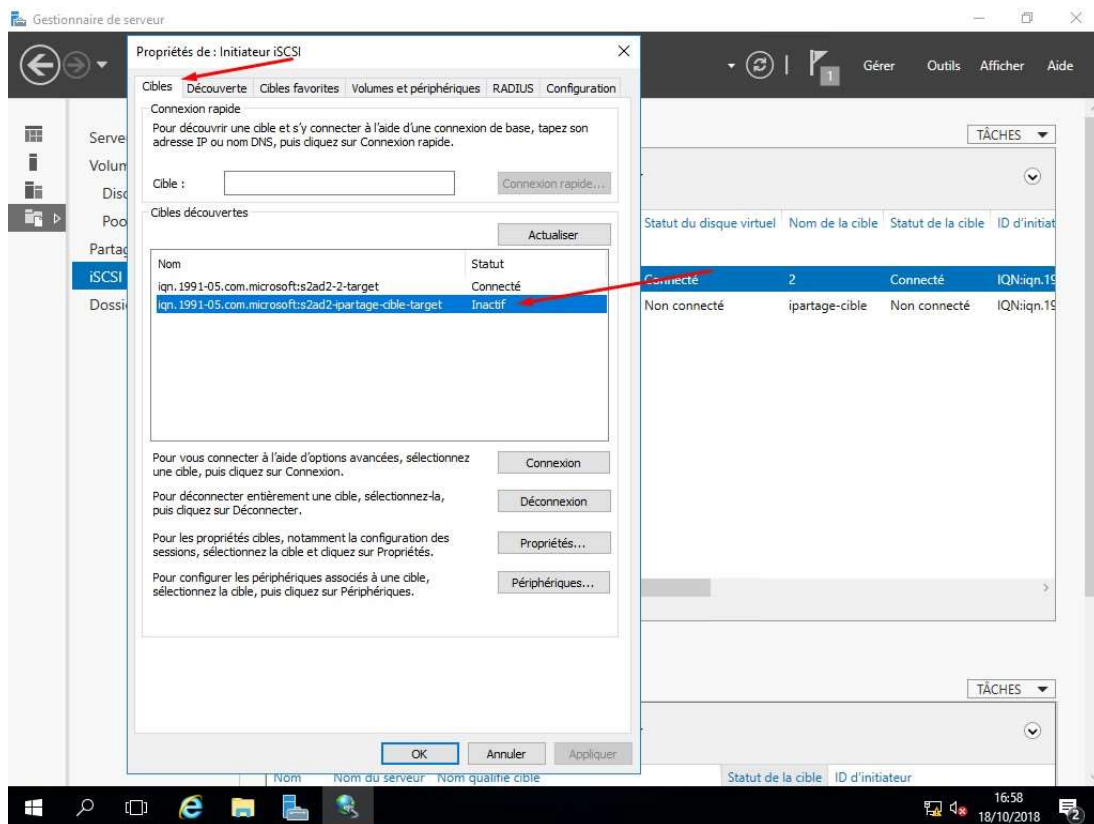 Gestionnaire de serveur
Propriétés de : Initiateur iSCSI
Gérer Outils Afficher Aide
1
Cibles Découverte Cibles favorites Volumes et périphériques RADIUS Configuration
Connexion rapide
Pour découvrir une cible et s'y connecter à l'aide d'une connexion de base, tapez son
adresse IP ou nom DNS, puis cliquez sur Connexion rapide.
Cible :
Connexion rapide...
Cibles découvertes
Actualiser
Nom Statut
iqn.1991-05.com.microsoft:s2ad2-2-target Connecté
iqn.1991-05.com.microsoft:s2ad2-ipartage-cible-target Inactif
Pour vous connecter à l'aide d'options avancées, sélectionnez
une cible, puis cliquez sur Connexion.
Connexion
Pour déconnecter entièrement une cible, sélectionnez-la,
puis cliquez sur Déconnecter.
Déconnexion
Pour les propriétés cibles, notamment la configuration des
sessions, sélectionnez la cible et cliquez sur Propriétés.
Propriétés...
Pour configurer les périphériques associés à une cible,
sélectionnez la cible, puis cliquez sur Périphériques.
Périphériques...
OK Annuler Appliquer
Serve
Volum
Disc
Poo
Partag
iSCSI
Dossi
TÂCHES
Statut du disque virtuel Nom de la cible Statut de la cible ID d'initiat
Connecté 2 Connecté IQN:iqn.19
Non connecté ipartage-cible Non connecté IQN:iqn.19
TÂCHES
Nom Nom du serveur Nom qualifié cible Statut de la cible ID d'initiateur
16:58
18/10/2018
2